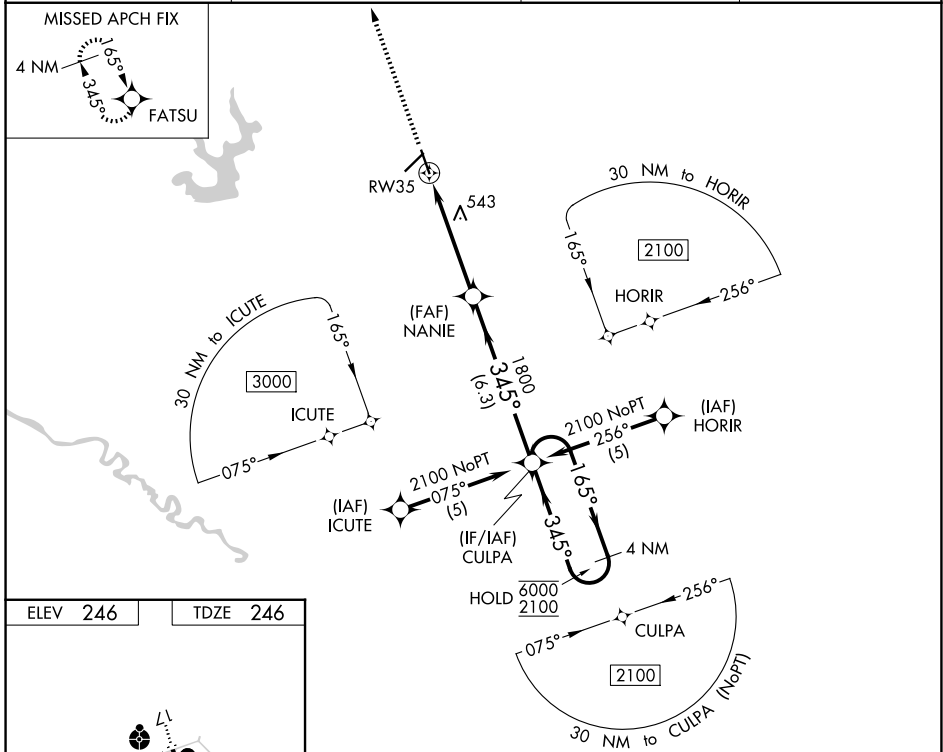 MISSED APCH FIX
4 NM
165°
345°
FATSU
RW35
543
30 NM to HORIR
165°
2100
HORIR
256°
(FAF)
NANIE
30 NM to ICUTE
165°
3000
ICUTE
075°
345°
1800
(6.3)
2100 NoPT
256°
(5)
(IAF)
HORIR
2100 NoPT
075°
(5)
(IAF)
ICUTE
(IF/IAF)
CULPA
165°
345°
4 NM
HOLD 6000
2100
256°
075°
CULPA
2100
30 NM to CULPA (NoPT)
ELEV 246
TDZE 246
17